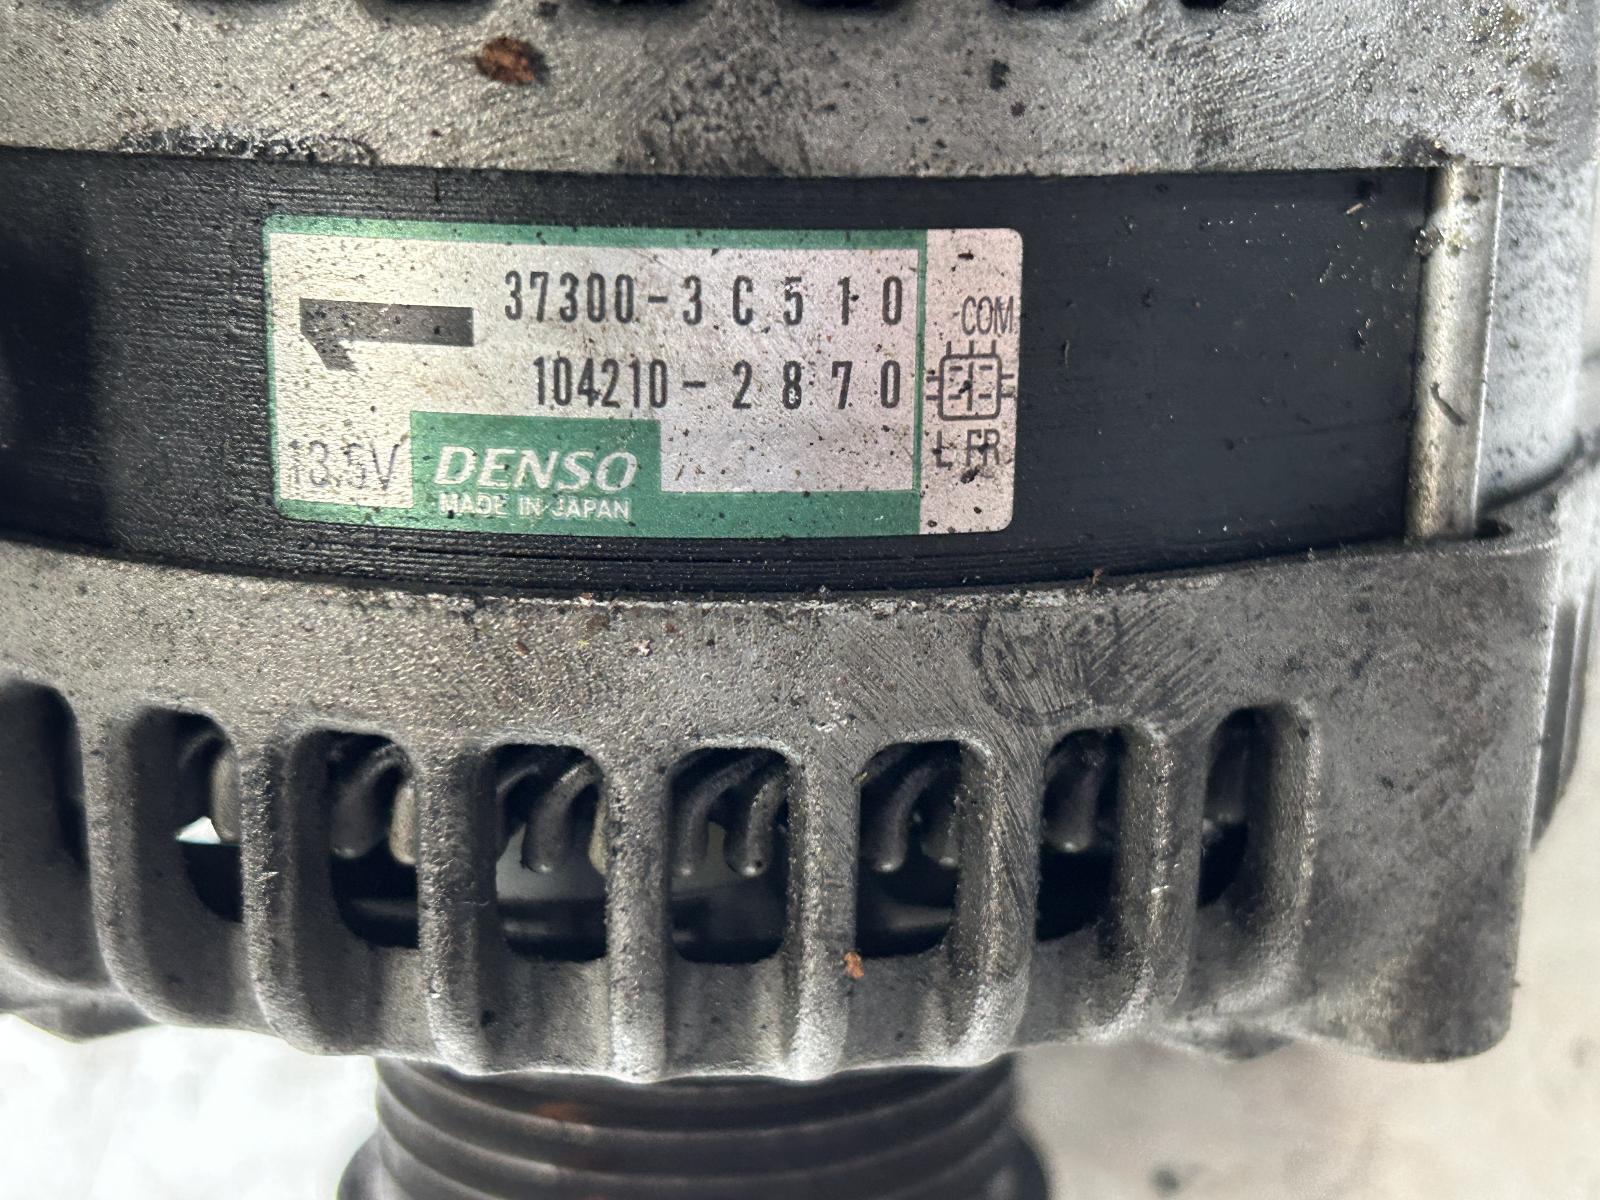 37300-3C510
COM
104210-2870
L FR
13.5V
DENSO
MADE IN JAPAN